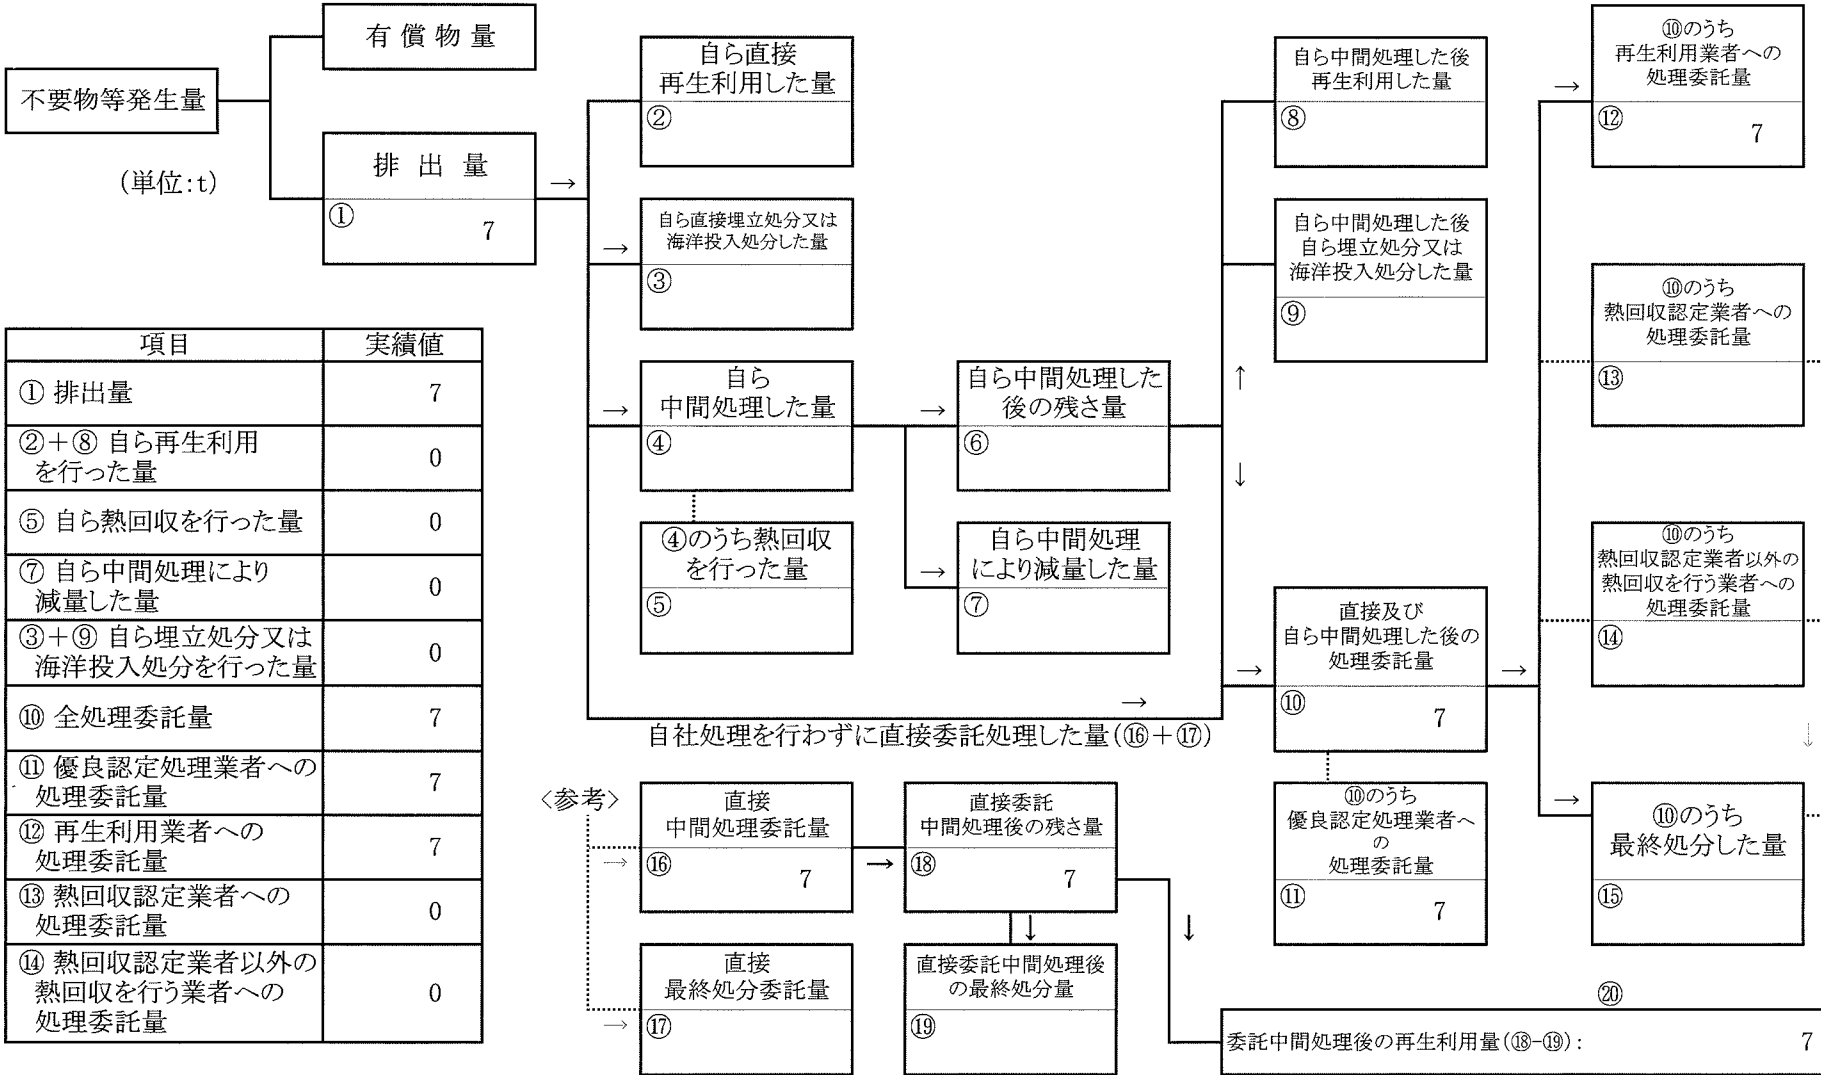 有償物量
不要物等発生量
(単位:t)
排出量
①
7
→
自ら直接
再生利用した量
②
→
自ら直接埋立処分又は
海洋投入処分した量
③
→
自ら
中間処理した量
④
④のうち熱回収
を行った量
⑤
→
自ら中間処理した
後の残さ量
⑥
→
自ら中間処理
により減量した量
⑦
自ら中間処理した後
再生利用した量
⑧
自ら中間処理した後
自ら埋立処分又は
海洋投入処分した量
⑨
↑
↓
→
自社処理を行わずに直接委託処理した量(⑯+⑰)
→
直接及び
自ら中間処理した後の
処理委託量
⑩
7
→
⑩のうち
優良認定処理業者へ
の
処理委託量
⑪
7
→
⑩のうち
再生利用業者への
処理委託量
⑫
7
⑩のうち
熱回収認定業者への
処理委託量
⑬
⑩のうち
熱回収認定業者以外の
熱回収を行う業者への
処理委託量
⑭
↓
→
⑩のうち
最終処分した量
⑮
項目 実績値
① 排出量 7
②+⑧ 自ら再生利用
を行った量 0
⑤ 自ら熱回収を行った量 0
⑦ 自ら中間処理により
減量した量 0
③+⑨ 自ら埋立処分又は
海洋投入処分を行った量 0
⑩ 全処理委託量 7
⑪ 優良認定処理業者への
処理委託量 7
⑫ 再生利用業者への
処理委託量 7
⑬ 熱回収認定業者への
処理委託量 0
⑭ 熱回収認定業者以外の
熱回収を行う業者への
処理委託量 0
〈参考〉
→
直接
中間処理委託量
⑯
7
→
直接委託
中間処理後の残さ量
⑱
7
↓
↓
→
直接
最終処分委託量
⑰
直接委託中間処理後
の最終処分量
⑲
⑳
委託中間処理後の再生利用量(⑱-⑲): 7